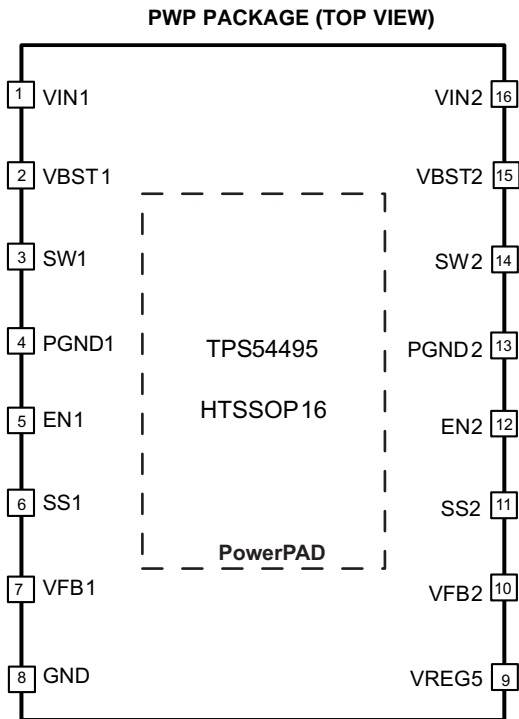 PWP PACKAGE (TOP VIEW)
1 VIN1
VIN2 16
2 VBST1
VBST2 15
3 SW1
SW2 14
4 PGND1
PGND2 13
TPS54495
HTSSOP16
5 EN1
EN2 12
6 SS1
SS2 11
PowerPAD
7 VFB1
VFB2 10
8 GND
VREG5 9